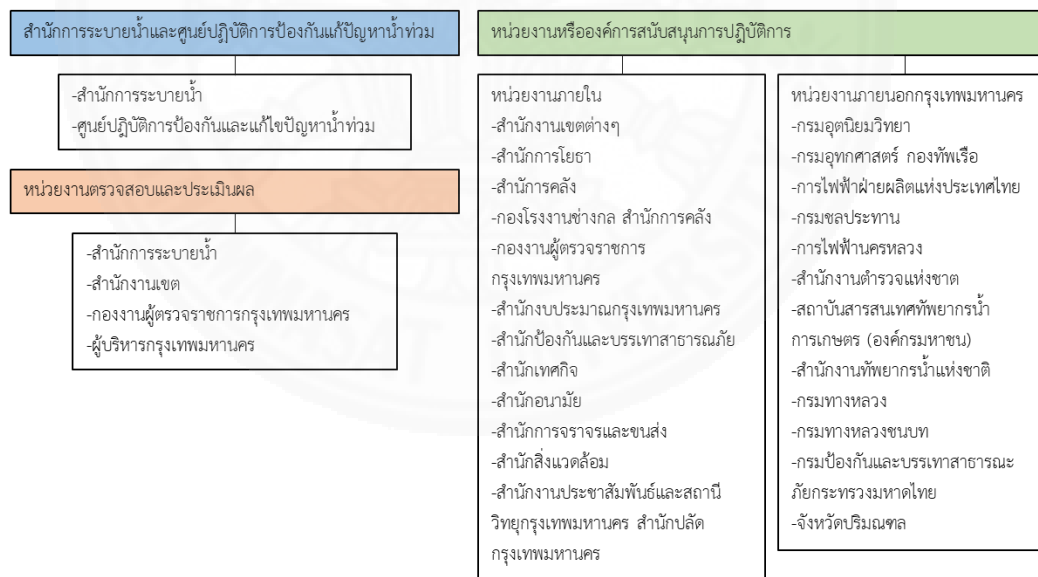 สำนักการระบายน้ำและศูนย์ปฏิบัติการป้องกันแก้ปัญหาน้ำท่วม
-สำนักการระบายน้ำ
-ศูนย์ปฏิบัติการป้องกันและแก้ไขปัญหาน้ำท่วม
หน่วยงานตรวจสอบและประเมินผล
-สำนักการระบายน้ำ
-สำนักงานเขต
-กองงานผู้ตรวจราชการกรุงเทพมหานคร
-ผู้บริหารกรุงเทพมหานคร
หน่วยงานหรือองค์การสนับสนุนการปฏิบัติการ
หน่วยงานภายใน
-สำนักงานเขตต่างๆ
-สำนักการโยธา
-สำนัการคลัง
-กองโรงงานช่างกล สำนักการคลัง
-กองงานผู้ตรวจราชการ
กรุงเทพมหานคร
-สำนักงบประมาณกรุงเทพมหานคร
-สำนักป้องกันและบรรเทาสาธารณภัย
-สำนักเทศกิจ
-สำนักอนามัย
-สำนักการจราจรและขนส่ง
-สำนักสิ่งแวดล้อม
-สำนักงานประชาสัมพันธ์และสถานี
วิทยุกรุงเทพมหานคร สำนักปลัด
กรุงเทพมหานคร
หน่วยงานภายนอกกรุงเทพมหานคร
-กรมอุตนิยมวิทยา
-กรมอุทกศาสตร์ กองทัพเรือ
-การไฟฟ้าฝ่ายผลิตแห่งประเทศไทย
-กรมชลประทาน
-การไฟฟ้านครหลวง
-สำนักงานตำรวจแห่งชาต
-สถาบันสารสนเทศทัพยากรน้ำ
การเกษตร (องค์กรมหาชน)
-สำนักงานทัพยากรน้ำแห่งชาติ
-กรมทางหลวง
-กรมทางหลวงชนบท
-กรมป้องกันและบรรเทาสาธารณะ
ภัยกระทรวงมหาดไทย
-จังหวัดปริมณฑล